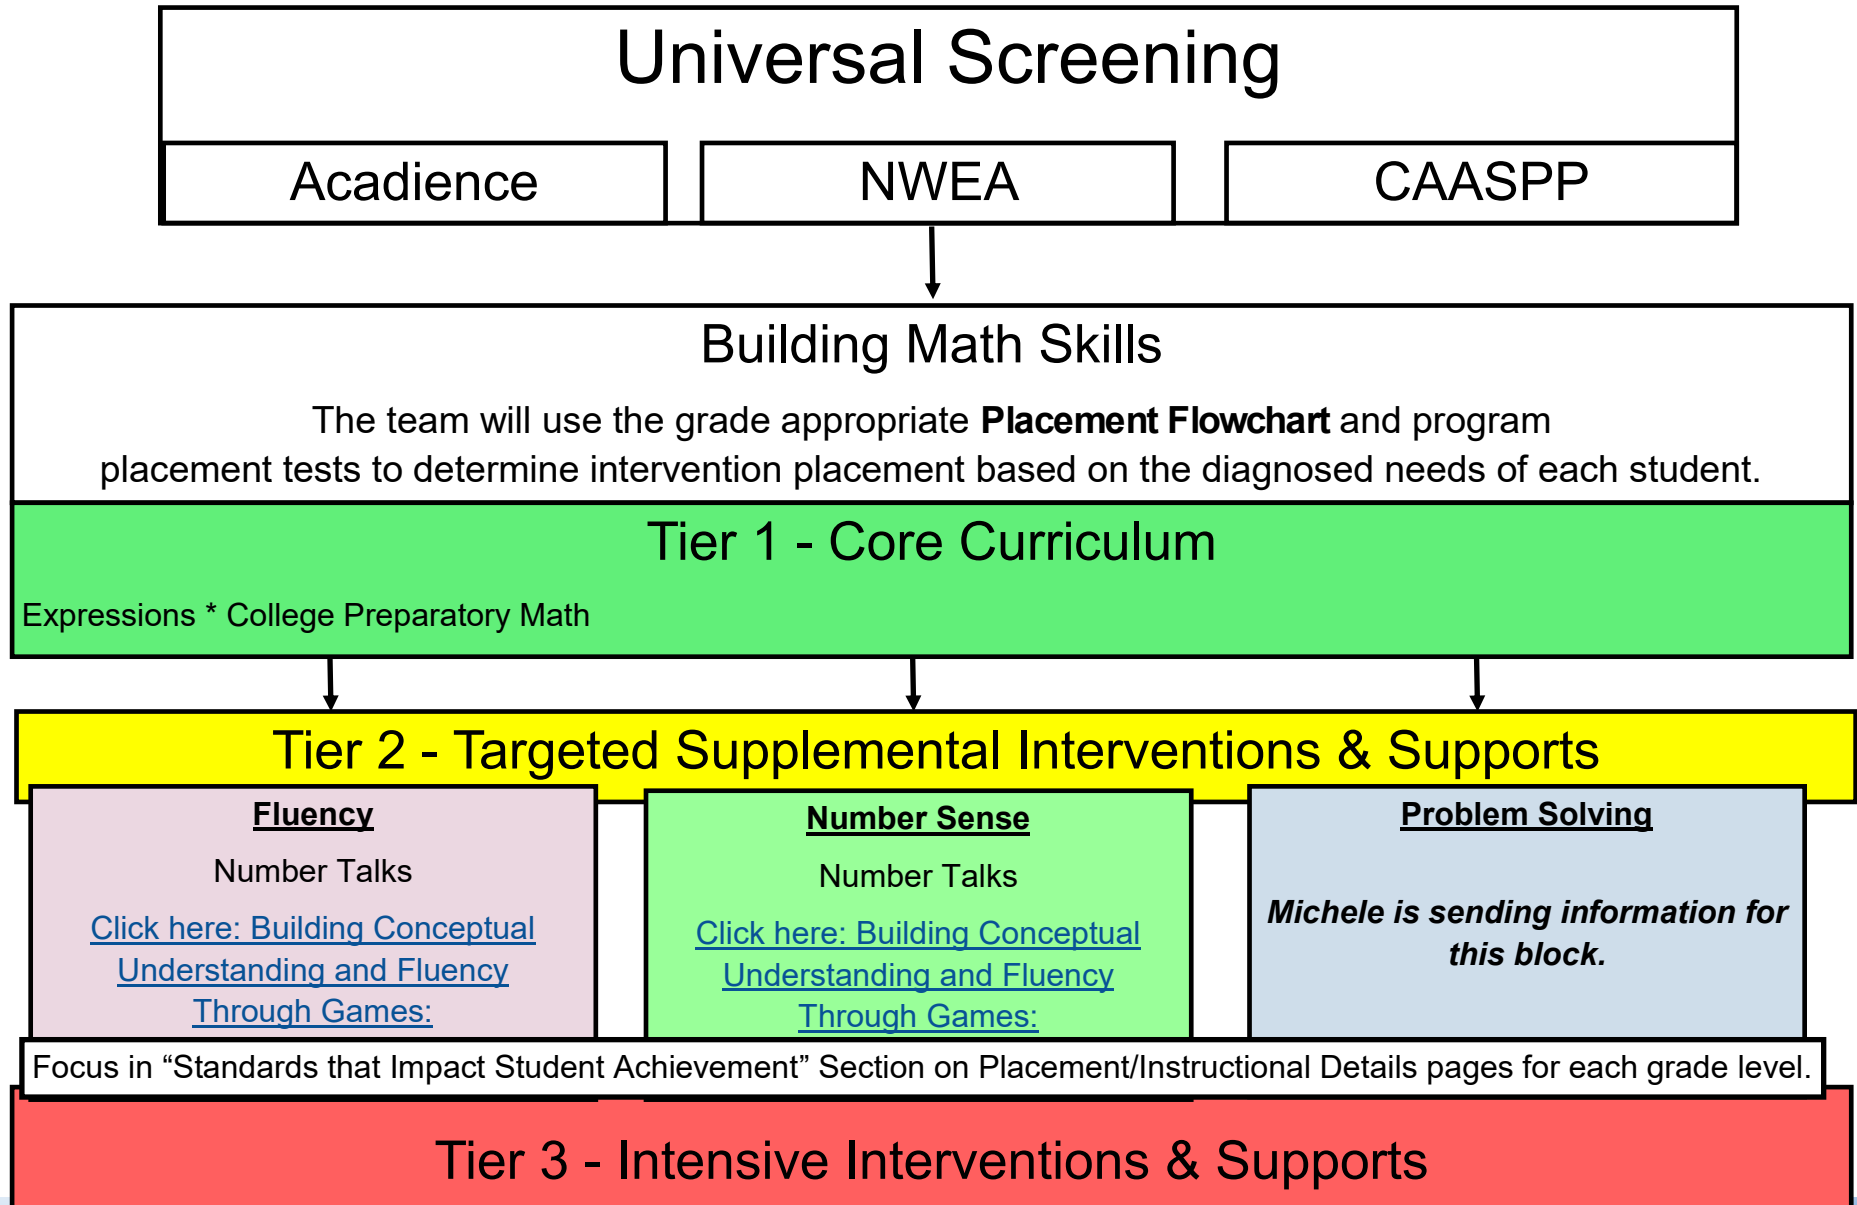 Universal Screening
Acadience
NWEA
CAASPP
Building Math Skills
The team will use the grade appropriate Placement Flowchart and program
placement tests to determine intervention placement based on the diagnosed needs of each student.
Tier 1 - Core Curriculum
Expressions * College Preparatory Math
Tier 2 - Targeted Supplemental Interventions & Supports
Fluency
Number Talks
Click here: Building Conceptual
Understanding and Fluency
Through Games:
Number Sense
Number Talks
Click here: Building Conceptual
Understanding and Fluency
Through Games:
Problem Solving
Michele is sending information for
this block.
Focus in “Standards that Impact Student Achievement” Section on Placement/Instructional Details pages for each grade level.
Tier 3 - Intensive Interventions & Supports